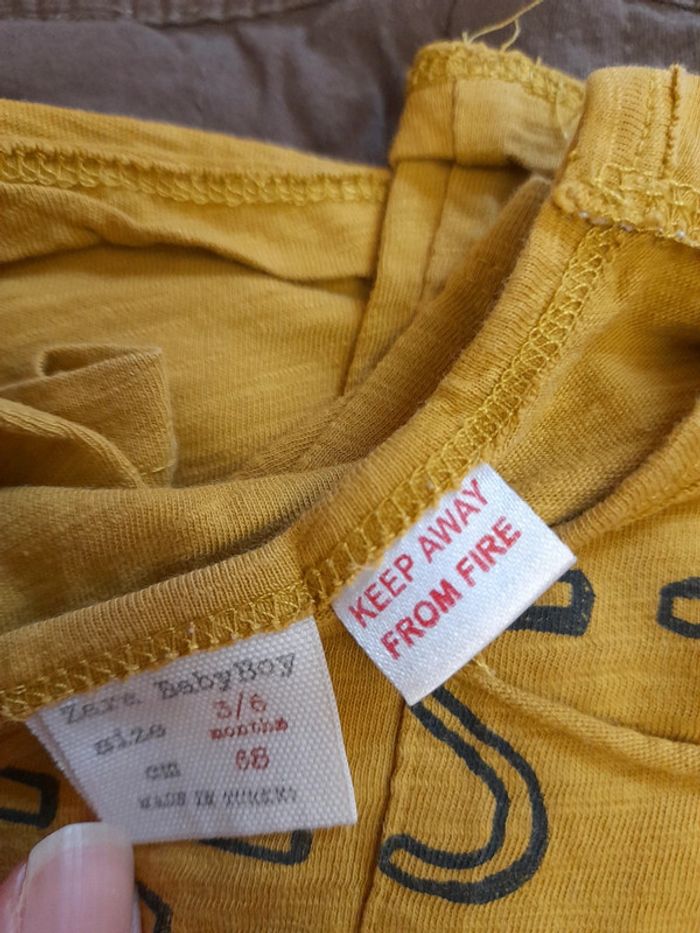 KEEP AWAY
FROM FIRE
Zara BabyBoy
size 3/6
months
cm 68
MADE IN TURKEY